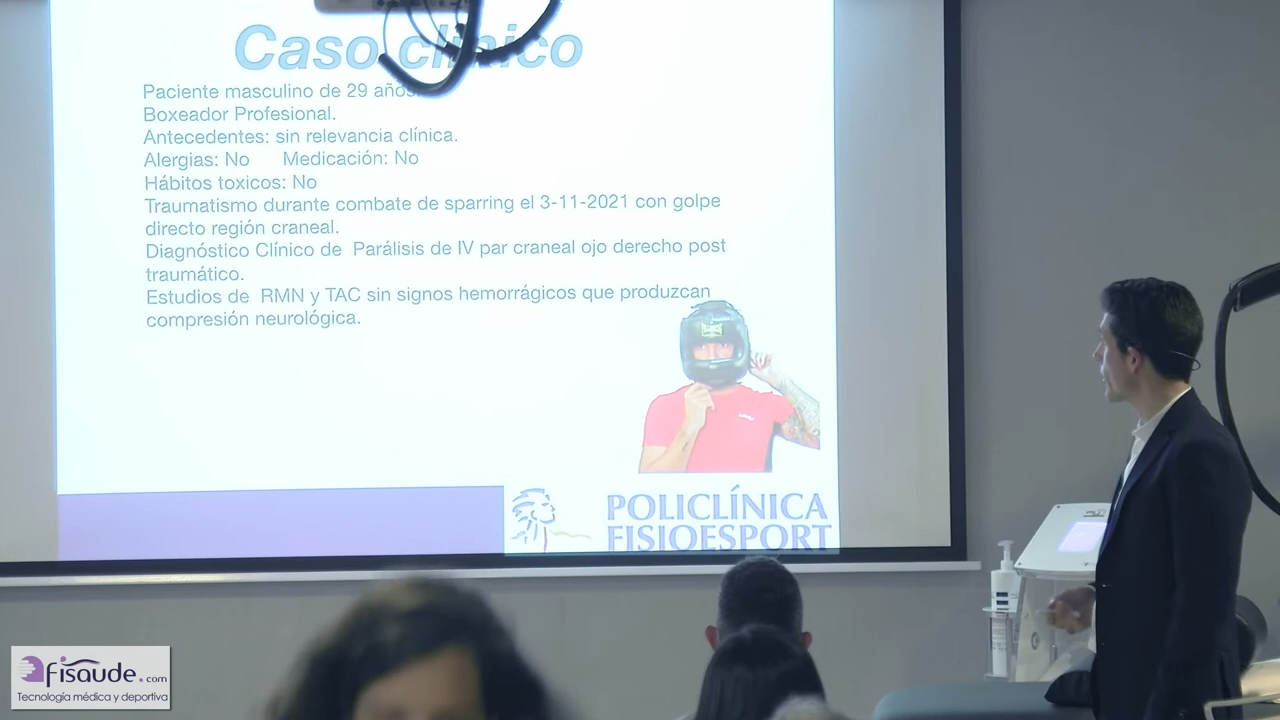 Caso clínico
Paciente masculino de 29 años.
Boxeador Profesional.
Antecedentes: sin relevancia clínica.
Alergias: No Medicación: No
Hábitos toxicos: No
Traumatismo durante combate de sparring el 3-11-2021 con golpe
directo región craneal.
Diagnóstico Clínico de Parálisis de IV par craneal ojo derecho post
traumático.
Estudios de RMN y TAC sin signos hemorrágicos que produzcan
compresión neurológica.
POLICLÍNICA
FISIOESPORT
fisaude.com
Tecnología médica y deportiva